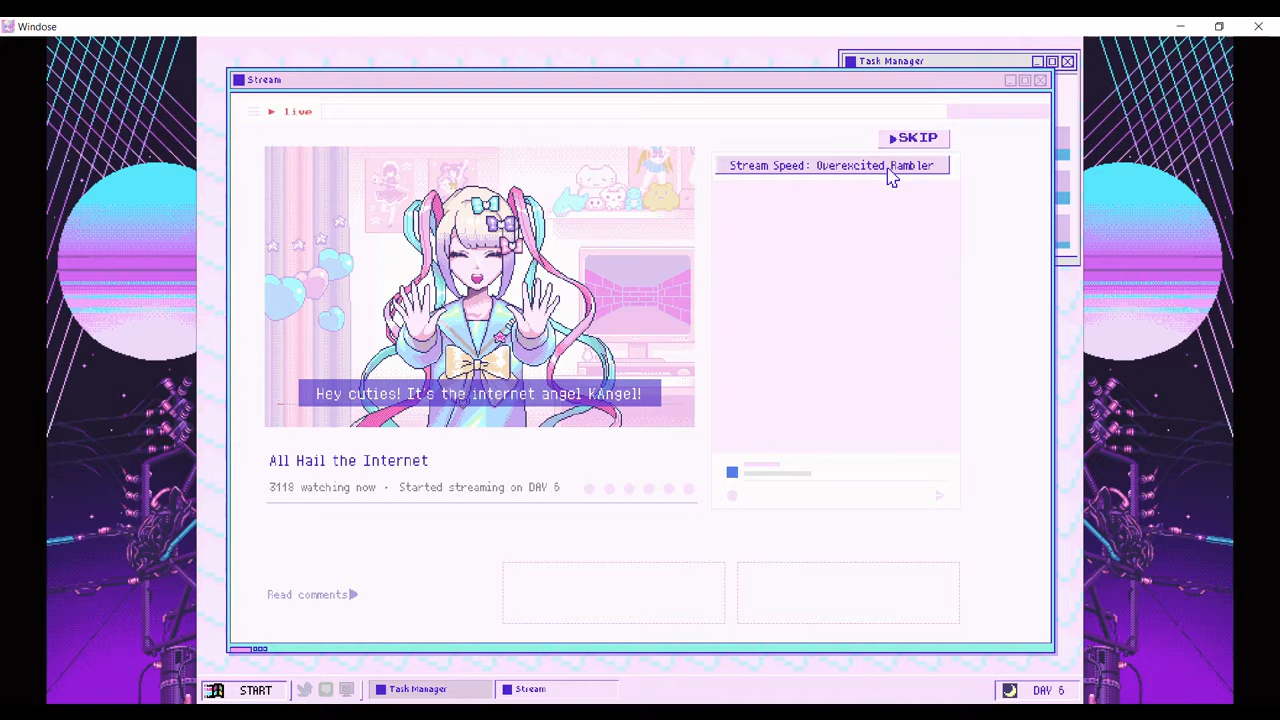 Windose
Task Manager
Stream
live
SKIP
Stream Speed: Overexcited Rambler
Hey cuties! It's the internet angel KAngel!
All Hail the Internet
3118 watching now • Started streaming on DAY 6
Read comments
START
Task Manager
Stream
DAY 6